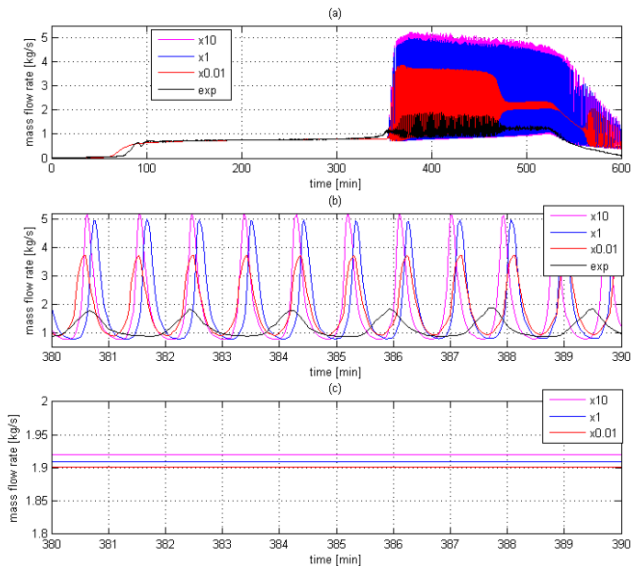 (a)
mass flow rate [kg/s]
5
4
3
2
1
0
0 100 200 300 400 500 600
time [min]
x10
x1
x0.01
exp
(b)
mass flow rate [kg/s]
5
4
3
2
1
380 381 382 383 384 385 386 387 388 389 390
time [min]
x10
x1
x0.01
exp
(c)
mass flow rate [kg/s]
2
1.95
1.9
1.85
1.8
380 381 382 383 384 385 386 387 388 389 390
time [min]
x10
x1
x0.01